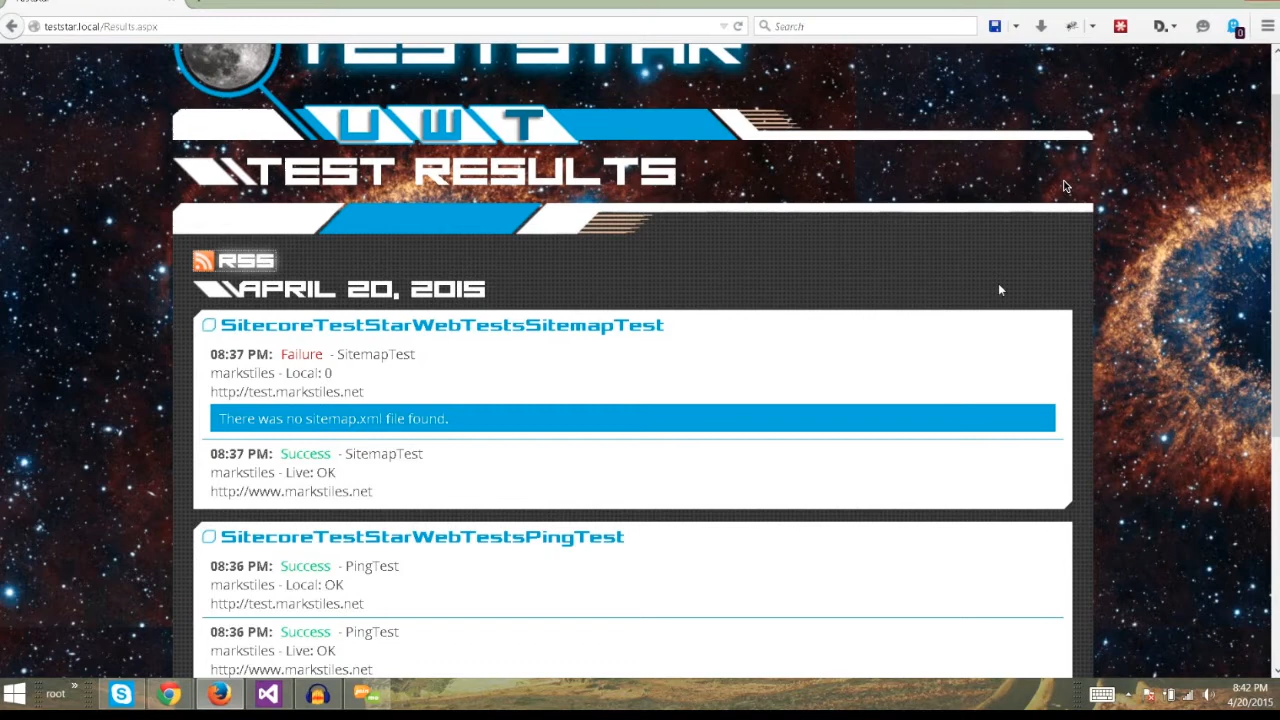 teststar.local/Results.aspx
Search
D.
0
TESTSTAR
U W T
TEST RESULTS
RSS
APRIL 20, 2015
SitecoreTestStarWebTestsSitemapTest
08:37 PM: Failure - SitemapTest
markstiles - Local: 0
http://test.markstiles.net
There was no sitemap.xml file found.
08:37 PM: Success - SitemapTest
markstiles - Live: OK
http://www.markstiles.net
SitecoreTestStarWebTestsPingTest
08:36 PM: Success - PingTest
markstiles - Local: OK
http://test.markstiles.net
08:36 PM: Success - PingTest
markstiles - Live: OK
http://www.markstiles.net
root
8:42 PM
4/20/2015